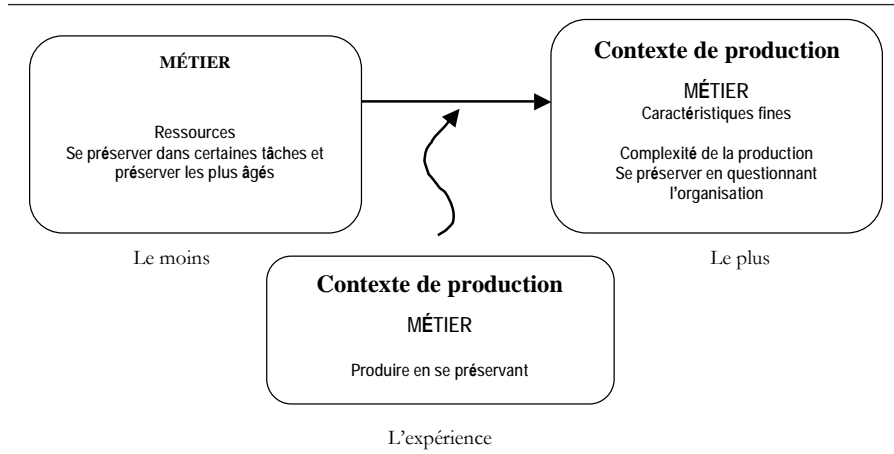 MÉTIER
Ressources
Se préserver dans certaines tâches et
préserver les plus âgés
Le moins
Contexte de production
MÉTIER
Caractéristiques fines
Complexité de la production
Se préserver en questionnant
l'organisation
Le plus
Contexte de production
MÉTIER
Produire en se préservant
L'expérience